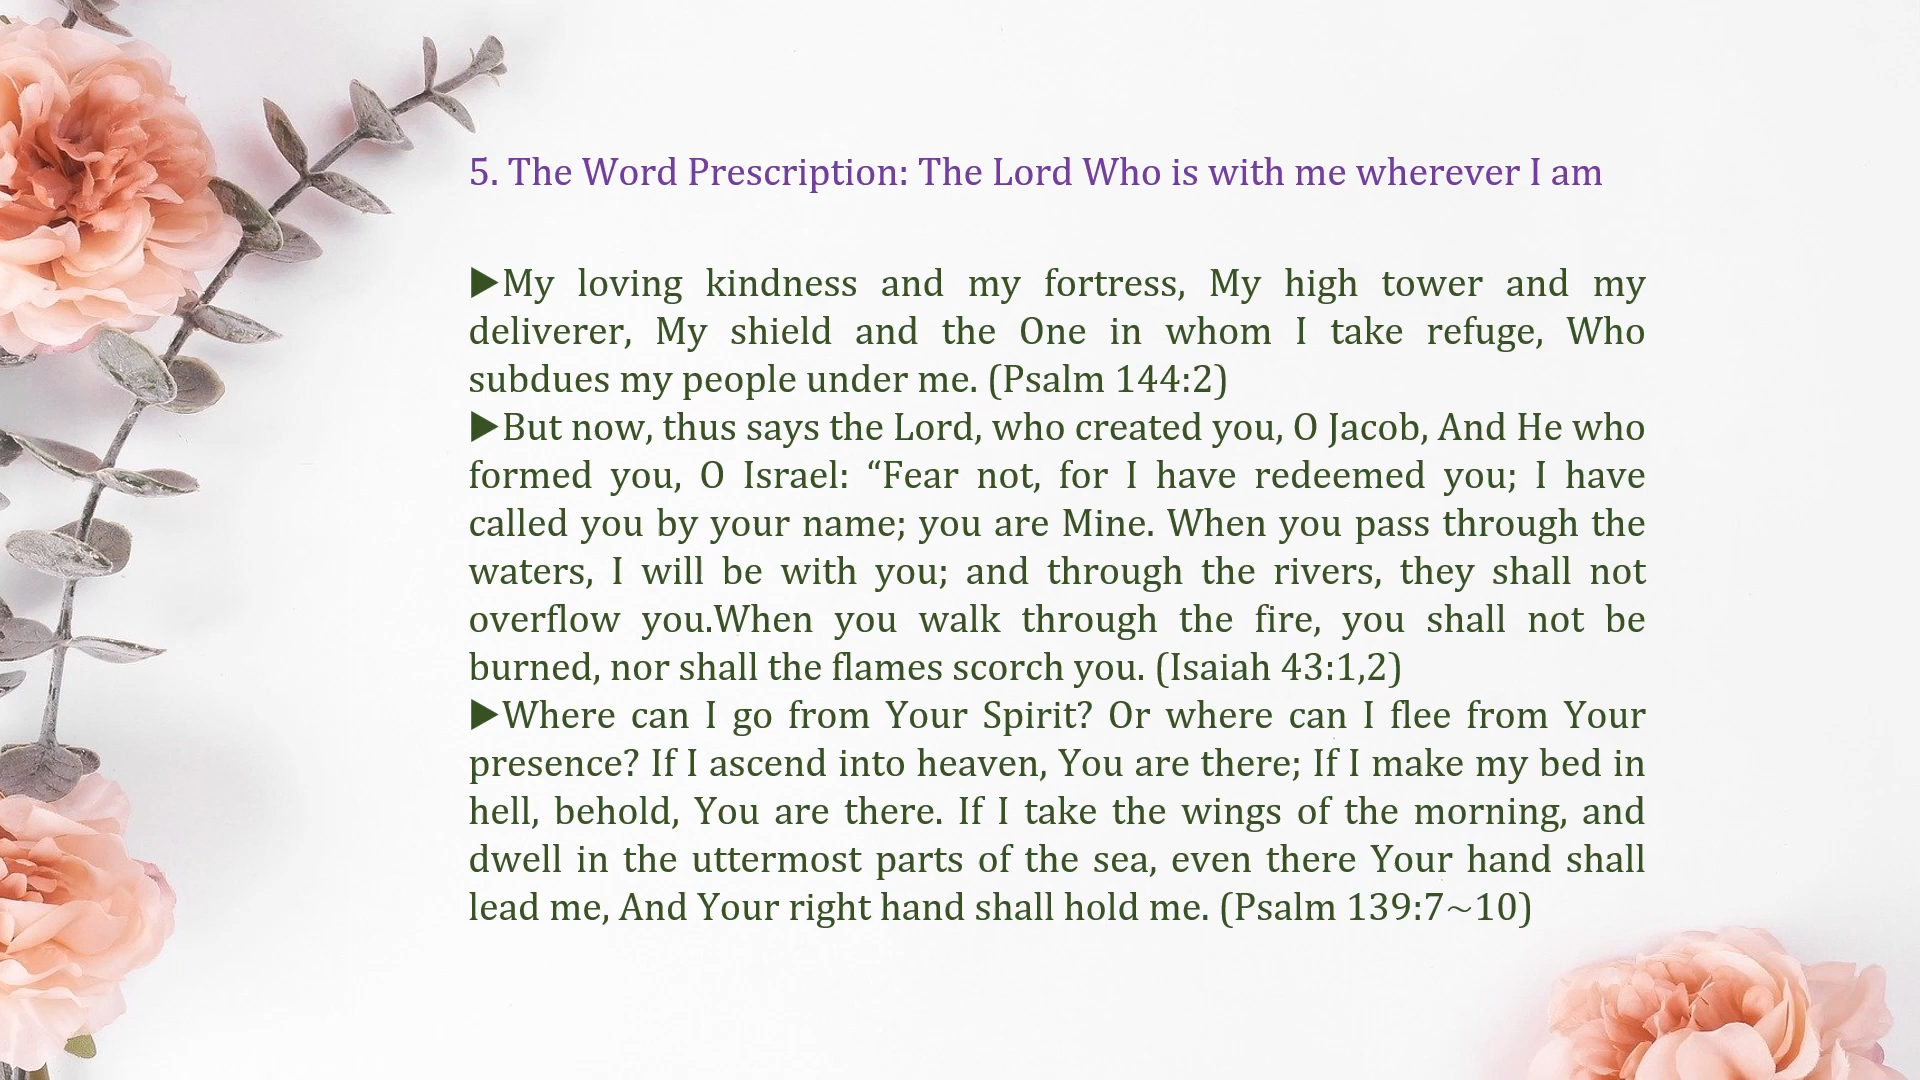 5. The Word Prescription: The Lord Who is with me wherever I am
▶My loving kindness and my fortress, My high tower and my
deliverer, My shield and the One in whom I take refuge, Who
subdues my people under me. (Psalm 144:2)
▶But now, thus says the Lord, who created you, O Jacob, And He who
formed you, O Israel: “Fear not, for I have redeemed you; I have
called you by your name; you are Mine. When you pass through the
waters, I will be with you; and through the rivers, they shall not
overflow you.When you walk through the fire, you shall not be
burned, nor shall the flames scorch you. (Isaiah 43:1,2)
▶Where can I go from Your Spirit? Or where can I flee from Your
presence? If I ascend into heaven, You are there; If I make my bed in
hell, behold, You are there. If I take the wings of the morning, and
dwell in the uttermost parts of the sea, even there Your hand shall
lead me, And Your right hand shall hold me. (Psalm 139:7~10)